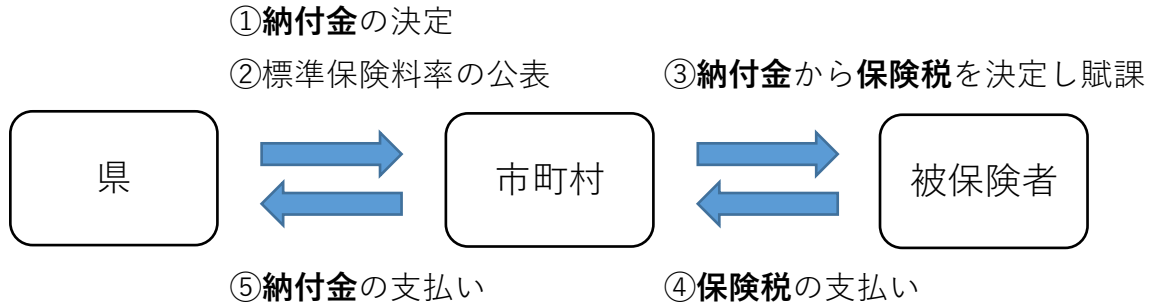 ①納付金の決定
②標準保険料率の公表
③納付金から保険税を決定し賦課
県
市町村
被保険者
⑤納付金の支払い
④保険税の支払い